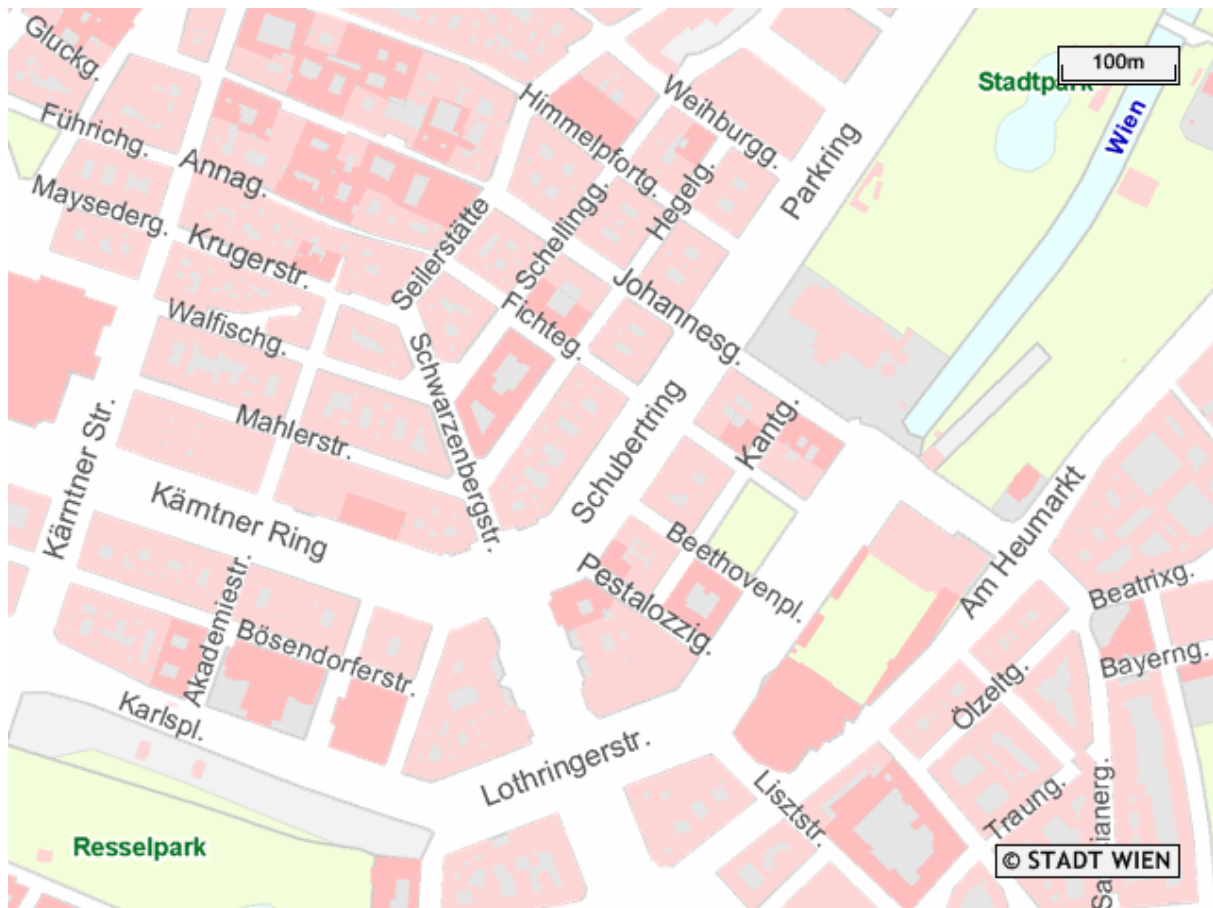 Gluckg.
Führichg.
Annag.
Maysederg.
Krugerstr.
Walfischg.
Mahlerstr.
Kärntner Str.
Kärntner Ring
Akademiestr.
Bösendorferstr.
Karlspl.
Resselpark
Himmelpfortg.
Weihburgg.
Hegelg.
Schellingg.
Seilerstätte
Fichteg.
Johannesg.
Schwarzenbergstr.
Schubertring
Parkring
Stadtpark
100m
Wien
Kantg.
Beethovenpl.
Pestalozzig.
Lothringerstr.
Lisztstr.
Am Heumarkt
Beatrixg.
Bayerng.
Ölzeltg.
Traung.
© STADT WIEN